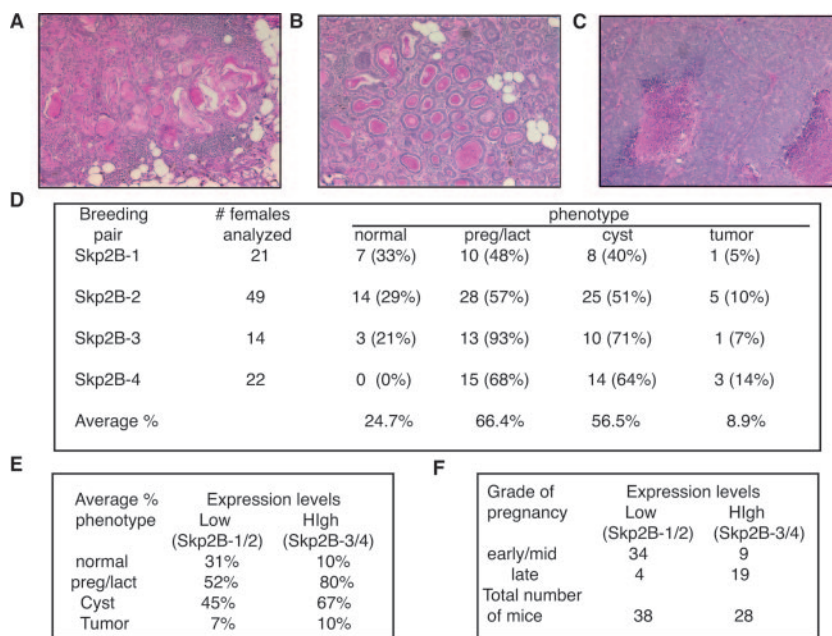 A
B
C
D
Breeding # females phenotype
pair analyzed normal preg/lact cyst tumor
Skp2B-1 21 7 (33%) 10 (48%) 8 (40%) 1 (5%)
Skp2B-2 49 14 (29%) 28 (57%) 25 (51%) 5 (10%)
Skp2B-3 14 3 (21%) 13 (93%) 10 (71%) 1 (7%)
Skp2B-4 22 0 (0%) 15 (68%) 14 (64%) 3 (14%)
Average % 24.7% 66.4% 56.5% 8.9%
E
Average % Expression levels
phenotype Low HIgh
(Skp2B-1/2) (Skp2B-3/4)
normal 31% 10%
preg/lact 52% 80%
Cyst 45% 67%
Tumor 7% 10%
F
Grade of Expression levels
pregnancy Low HIgh
(Skp2B-1/2) (Skp2B-3/4)
early/mid 34 9
late 4 19
Total number
of mice 38 28